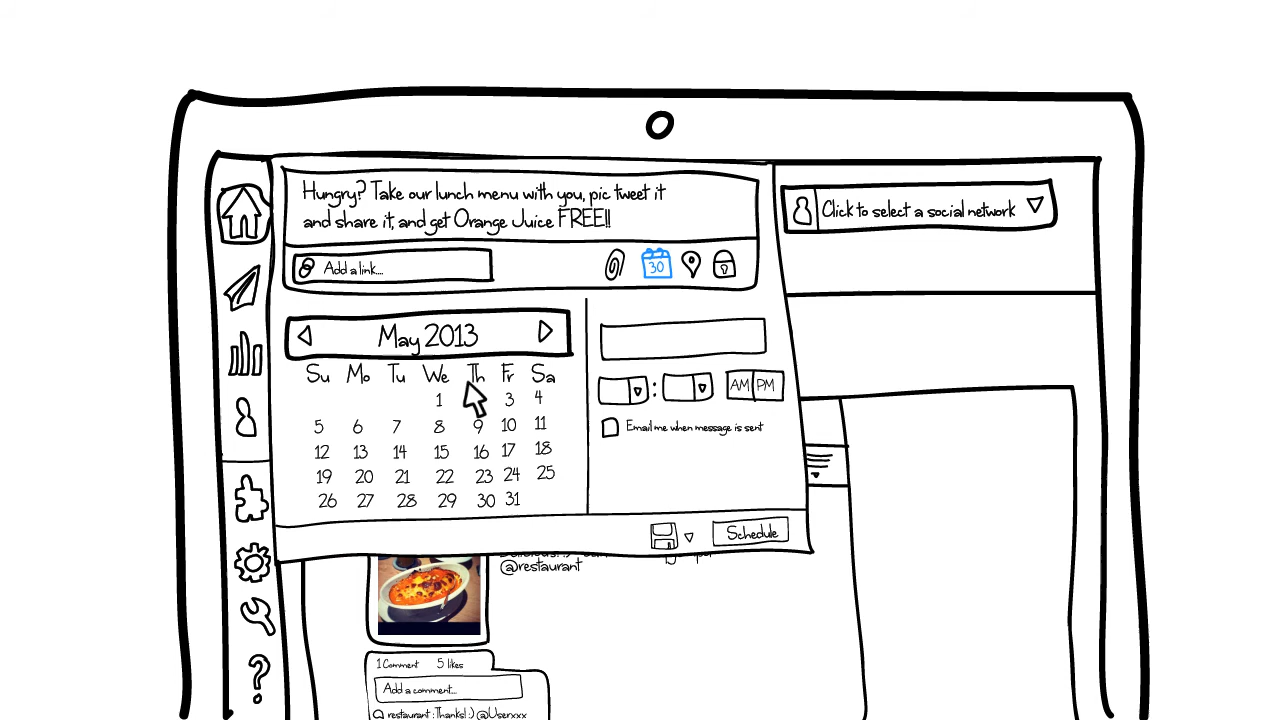 Hungry? Take our lunch menu with you, pic tweet it
and share it, and get Orange Juice FREE!!
Click to select a social network
Add a link....
30
May 2013
Su Mo Tu We Th Fr Sa
1 3 4
5 6 7 8 9 10 11
12 13 14 15 16 17 18
19 20 21 22 23 24 25
26 27 28 29 30 31
: AM PM
Email me when message is sent
Schedule
@restaurant
1 Comment 5 likes
Add a comment...
restaurant : Thanks! :) @Userxxx